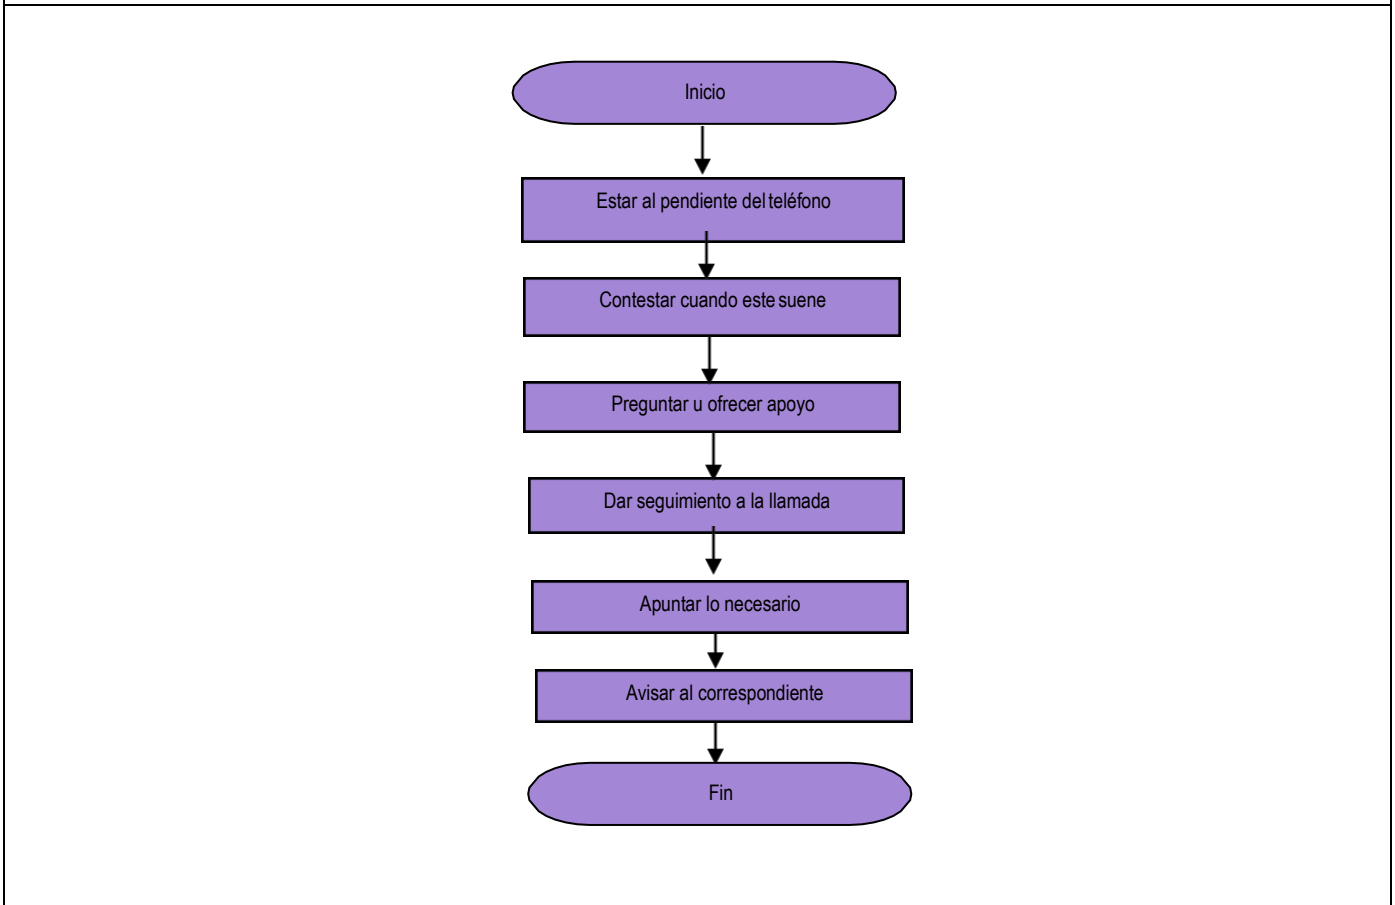 Inicio
Estar al pendiente del teléfono
Contestar cuando este suene
Preguntar u ofrecer apoyo
Dar seguimiento a la llamada
Apuntar lo necesario
Avisar al correspondiente
Fin